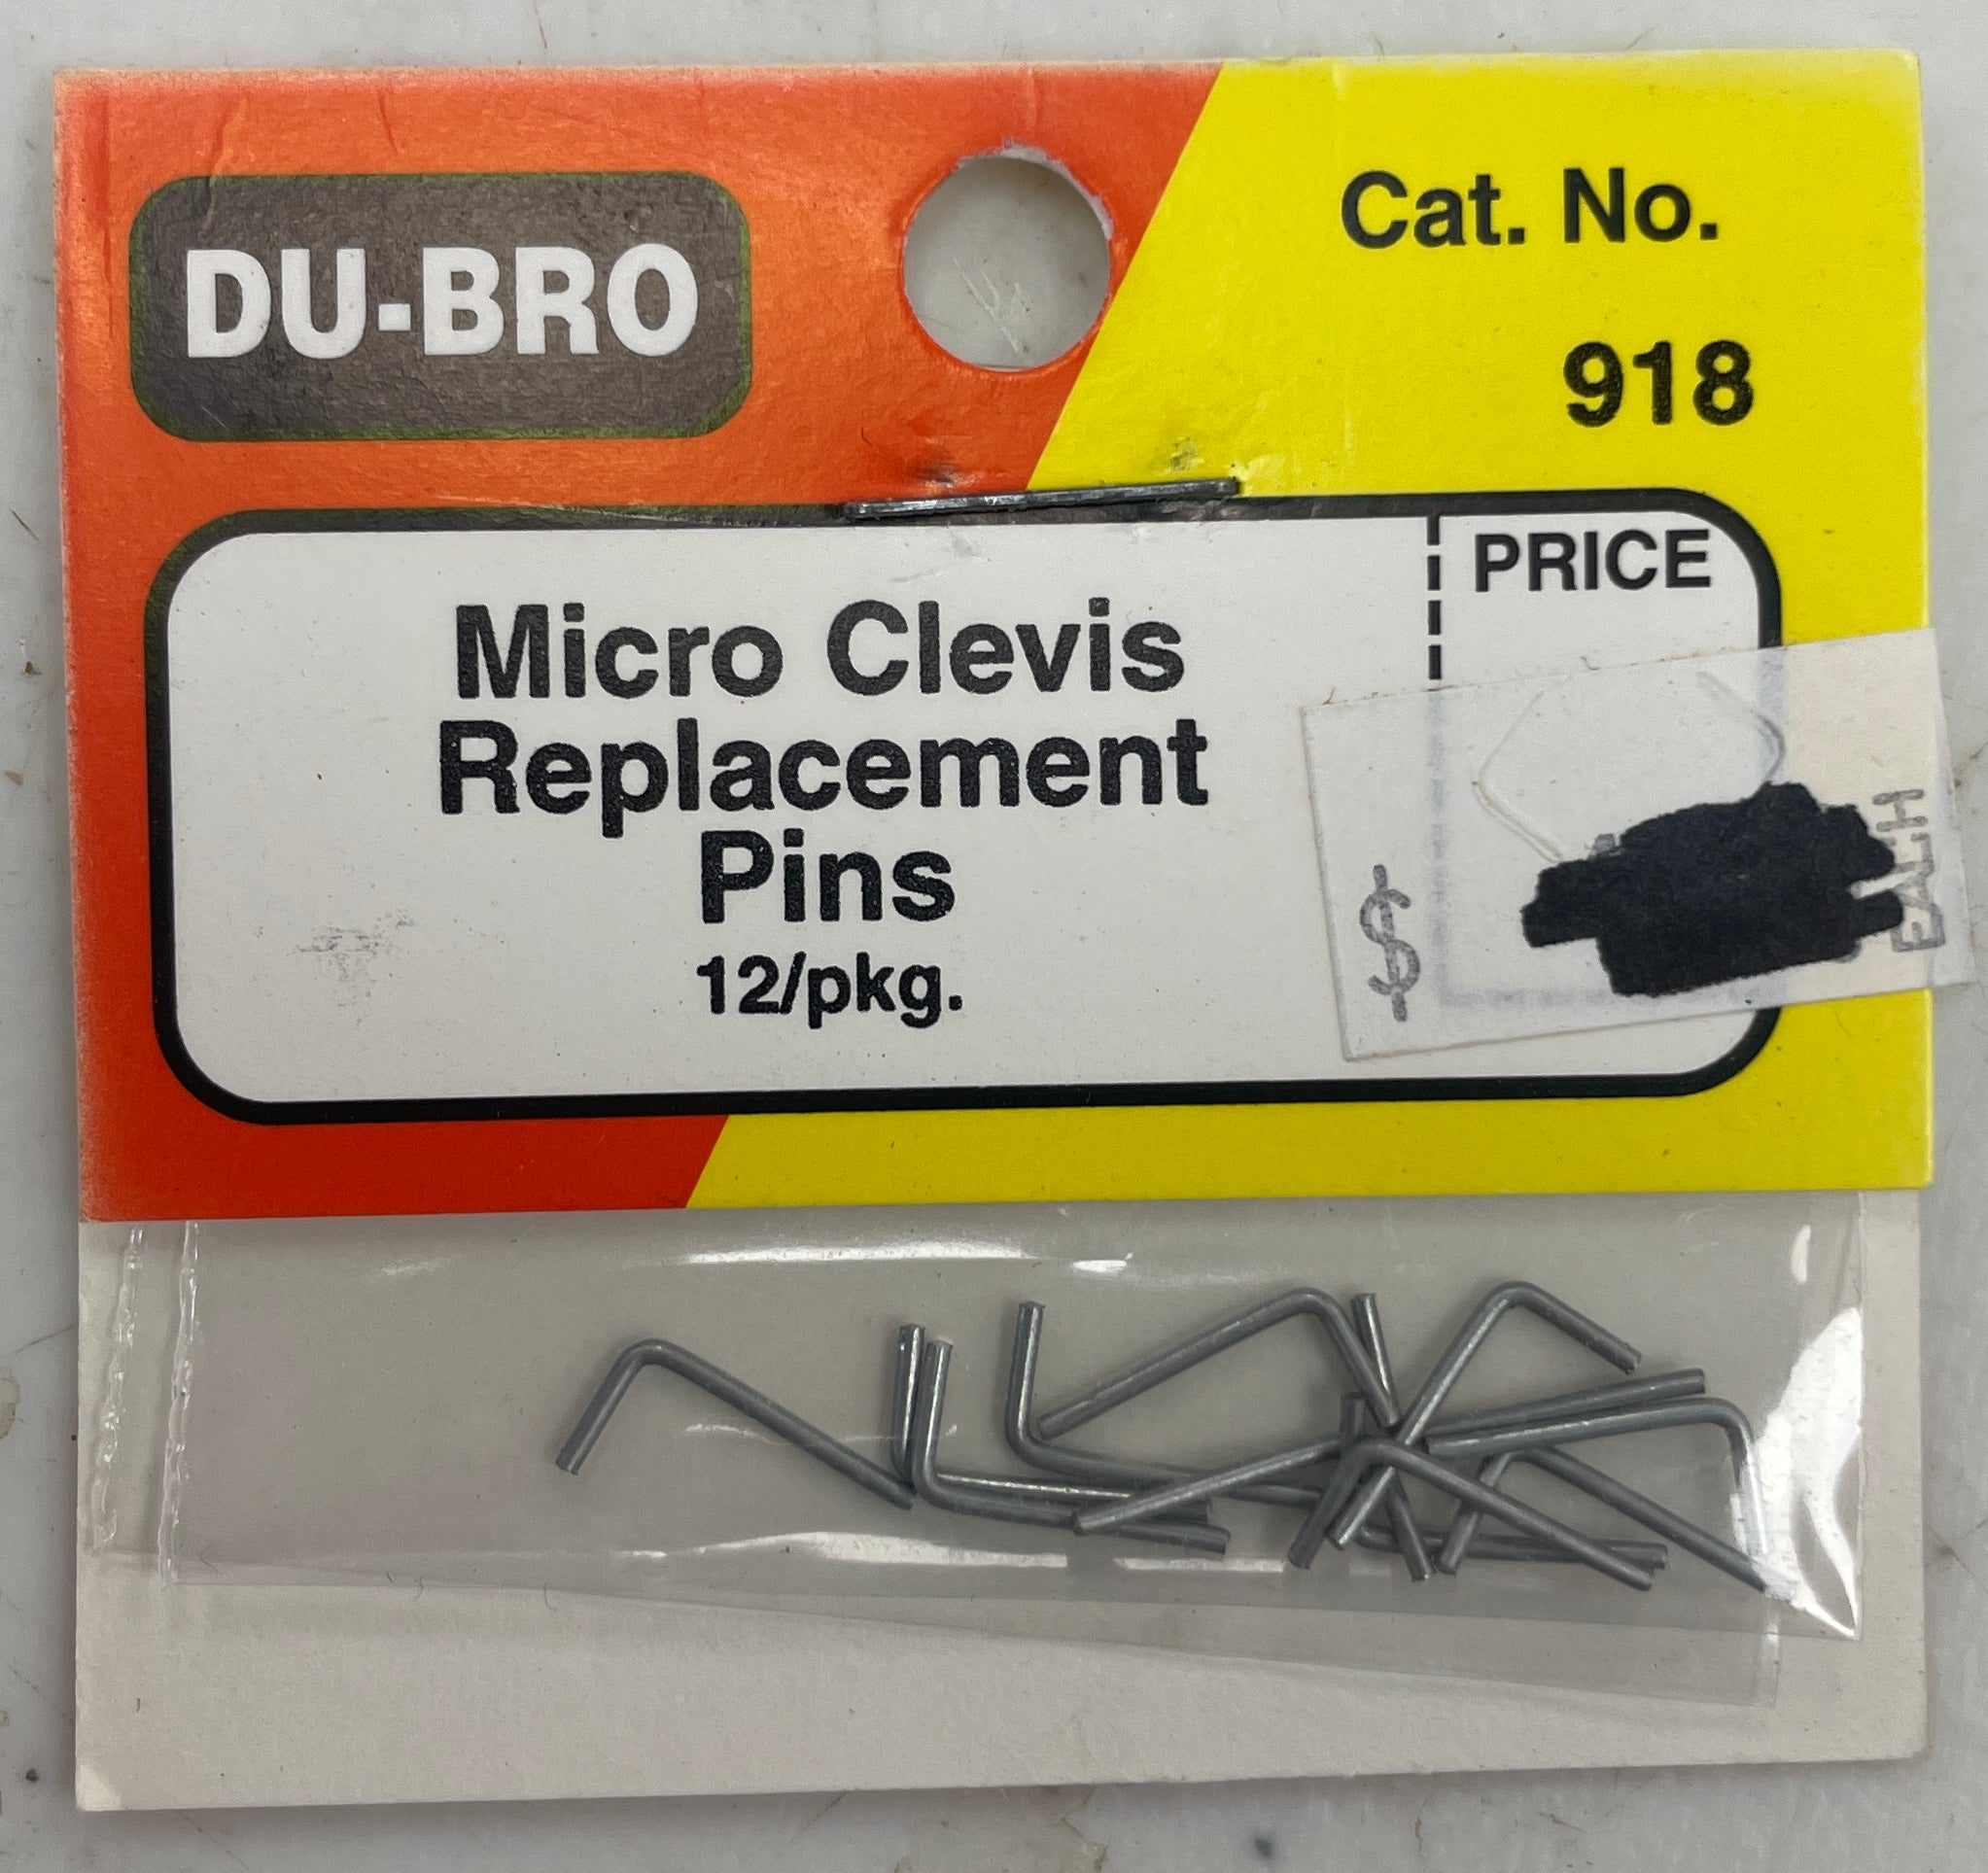 DU-BRO
Cat. No.
918
PRICE
Micro Clevis
Replacement
Pins
12/pkg.
$
EACH